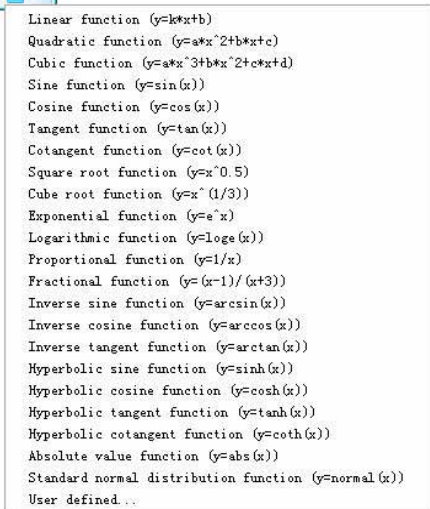 Linear function (y=k*x+b)
Quadratic function (y=a*x^2+b*x+c)
Cubic function (y=a*x^3+b*x^2+c*x+d)
Sine function (y=sin(x))
Cosine function (y=cos(x))
Tangent function (y=tan(x))
Cotangent function (y=cot(x))
Square root function (y=x^0.5)
Cube root function (y=x^(1/3))
Exponential function (y=e^x)
Logarithmic function (y=loge(x))
Proportional function (y=1/x)
Fractional function (y=(x-1)/(x+3))
Inverse sine function (y=arcsin(x))
Inverse cosine function (y=arccos(x))
Inverse tangent function (y=arctan(x))
Hyperbolic sine function (y=sinh(x))
Hyperbolic cosine function (y=cosh(x))
Hyperbolic tangent function (y=tanh(x))
Hyperbolic cotangent function (y=coth(x))
Absolute value function (y=abs(x))
Standard normal distribution function (y=normal(x))
User defined...